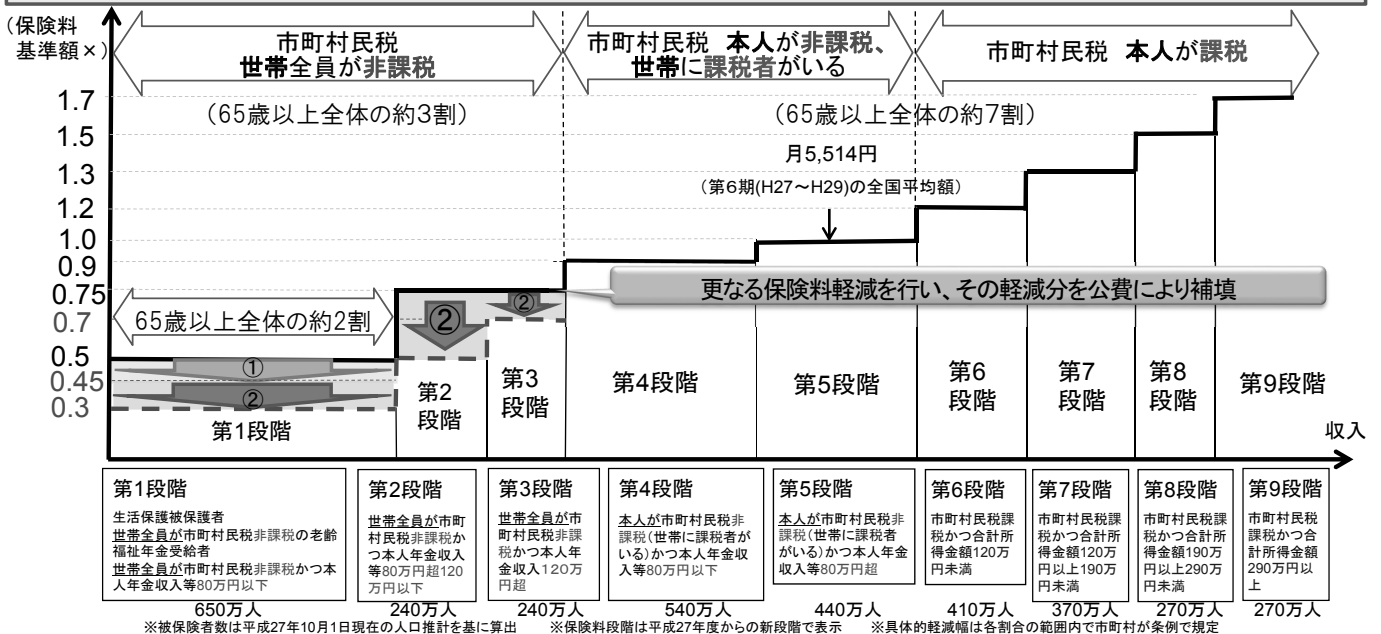 (保険料
基準額×)
市町村民税
世帯全員が非課税
市町村民税 本人が非課税、
世帯に課税者がいる
市町村民税 本人が課税
(65歳以上全体の約3割)
(65歳以上全体の約7割)
1.7
1.5
1.3
1.2
1.0
0.9
0.75
0.7
0.5
0.45
0.3
月5,514円
(第6期(H27~H29)の全国平均額)
更なる保険料軽減を行い、その軽減分を公費により補填
65歳以上全体の約2割
①
②
②
②
第1段階
第2
段階
第3
段階
第4段階
第5段階
第6
段階
第7
段階
第8
段階
第9段階
収入
第1段階
生活保護被保護者
世帯全員が市町村民税非課税の老齢
福祉年金受給者
世帯全員が市町村民税非課税かつ本
人年金収入等80万円以下
650万人
第2段階
世帯全員が市町
村民税非課税か
つ本人年金収入
等80万円超120
万円以下
240万人
第3段階
世帯全員が市
町村民税非課
税かつ本人年
金収入120万
円超
240万人
第4段階
本人が市町村民税非
課税(世帯に課税者が
いる)かつ本人年金収
入等80万円以下
540万人
第5段階
本人が市町村民税非
課税(世帯に課税者
がいる)かつ本人年金
収入等80万円超
440万人
第6段階
市町村民税課
税かつ合計所
得金額120万円
未満
410万人
第7段階
市町村民税課
税かつ合計所
得金額120万
円以上190万
円未満
370万人
第8段階
市町村民税課
税かつ合計所
得金額190万
円以上290万
円未満
270万人
第9段階
市町村民税
課税かつ合
計所得金額
290万円以
上
270万人
※被保険者数は平成27年10月1日現在の人口推計を基に算出 ※保険料段階は平成27年度からの新段階で表示 ※具体的軽減幅は各割合の範囲内で市町村が条例で規定